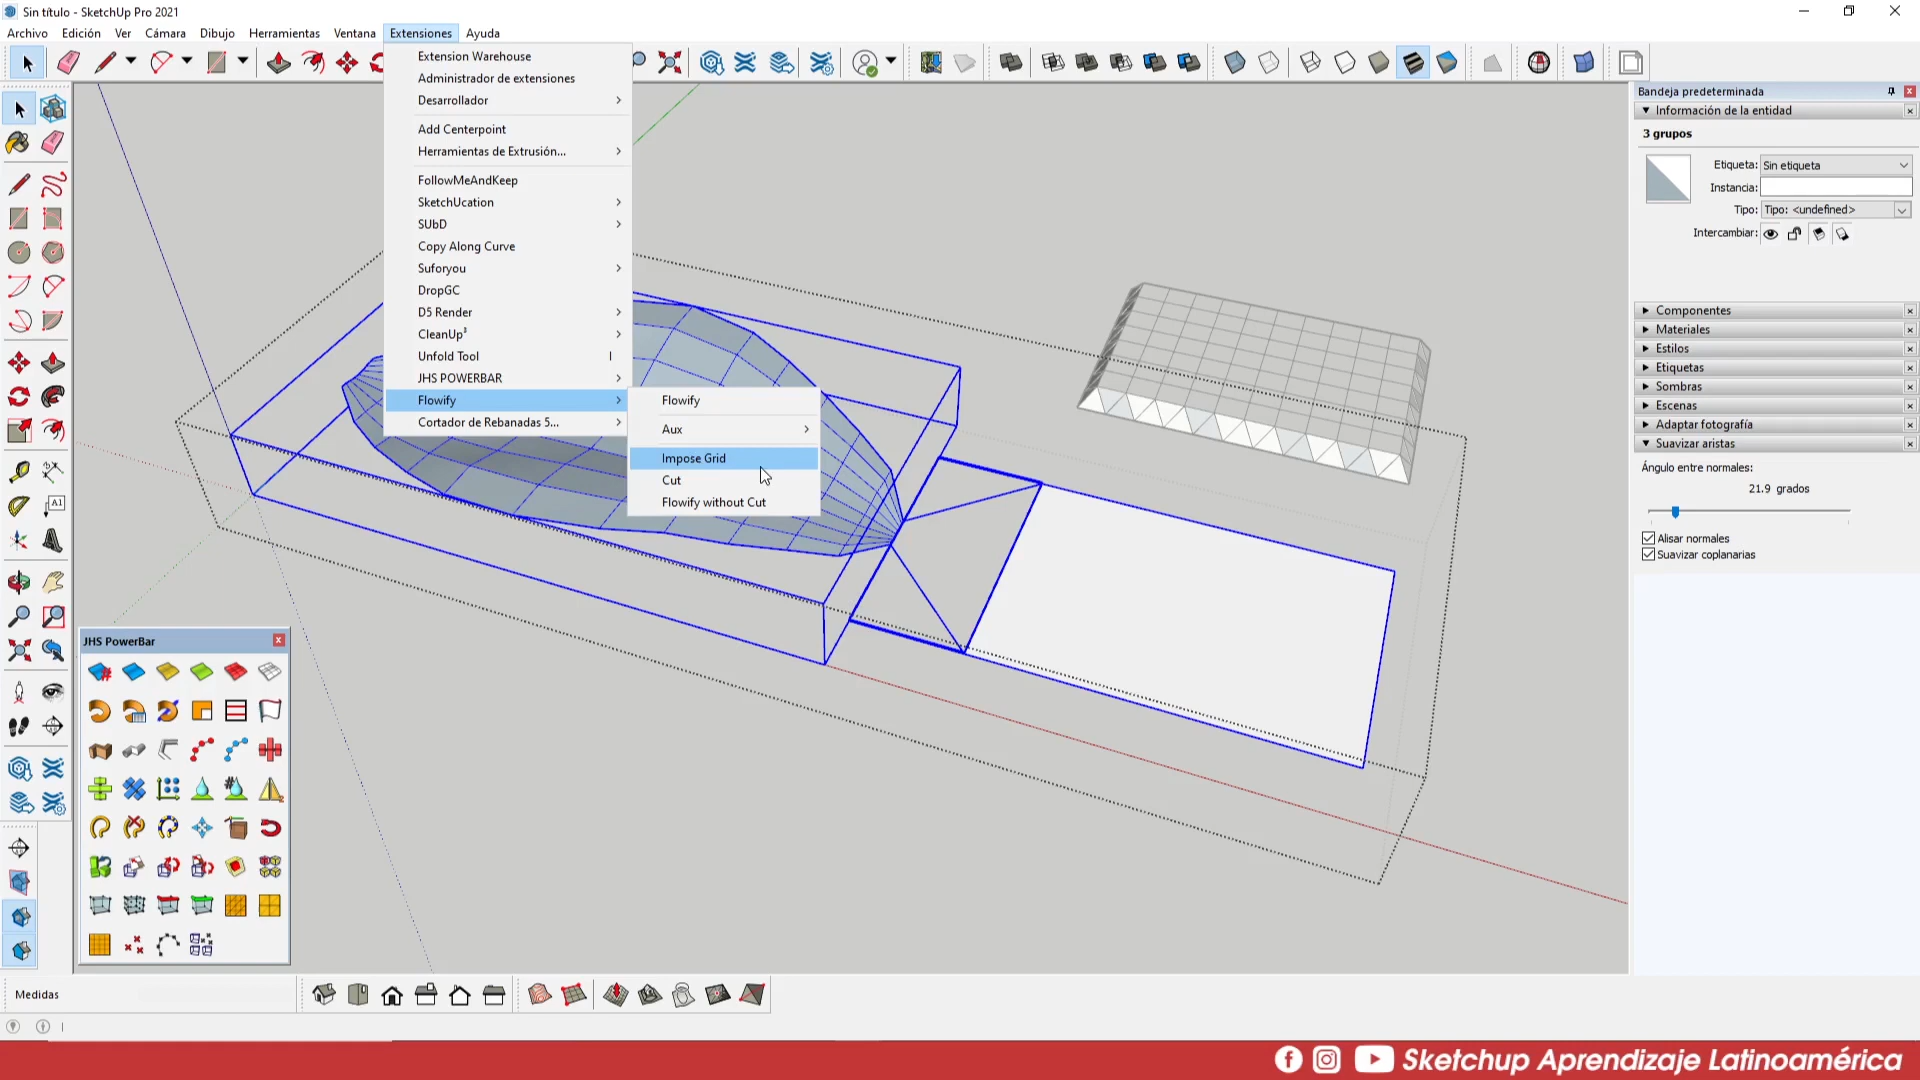 Sin título - SketchUp Pro 2021
Archivo Edición Ver Cámara Dibujo Herramientas Ventana Extensiones Ayuda
Extension Warehouse
Administrador de extensiones
Desarrollador
Add Centerpoint
Herramientas de Extrusión...
FollowMeAndKeep
SketchUcation
SUbD
Copy Along Curve
Suforyou
DropGC
D5 Render
CleanUp³
Unfold Tool I
JHS POWERBAR
Flowify
Cortador de Rebanadas 5...
Flowify
Aux
Impose Grid
Cut
Flowify without Cut
Bandeja predeterminada
Información de la entidad
3 grupos
Etiqueta: Sin etiqueta
Instancia:
Tipo: Tipo: <undefined>
Intercambiar:
Componentes
Materiales
Estilos
Etiquetas
Sombras
Escenas
Adaptar fotografía
Suavizar aristas
Ángulo entre normales:
21.9 grados
Alisar normales
Suavizar coplanarias
A1
JHS PowerBar
Medidas
Sketchup Aprendizaje Latinoamérica